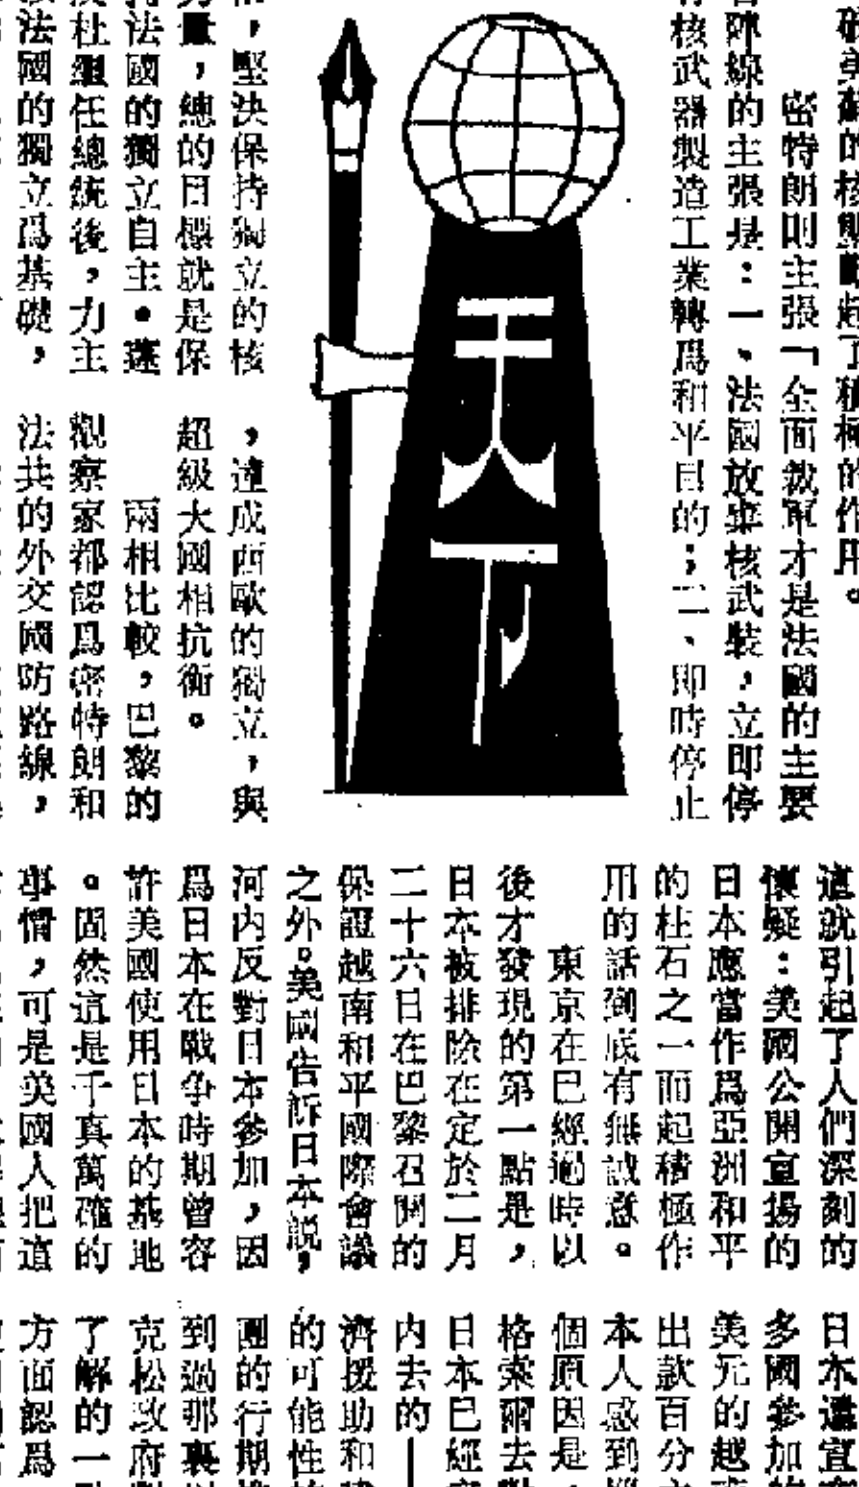 破美蘇的核壟斷起了積極的作用。
密特朗則主張「全面裁軍才是法國的主要
陣線的主張是：一、法國放棄核武裝，立即停
核武器製造工業轉爲和平目的；二、即時停止
天下
，堅決保持獨立的核
量，總的目標就是保
法國的獨立自主。蓬
杜繼任總統後，力主
法國的獨立爲基礎，
，達成西歐的獨立，與
超級大國相抗衡。
兩相比較，巴黎的
觀察家都認爲密特朗和
法共的外交國防路線，
這就引起了人們深刻的
懷疑：美國公開宣揚的
日本應當作爲亞洲和平
的柱石之一而起積極作
用的話到底有無誠意。
東京在已經過時以
後才發現的第一點是，
日本被排除在定於二月
二十六日在巴黎召開的
保證越南和平國際會議
之外。美國告訴日本說，
河內反對日本參加，因
爲日本在戰爭時期曾容
許美國使用日本的基地
。固然這是千真萬確的
事情，可是美國人把這
日本還宣
多國參加
美元的越
出款百分
本人感到
個原因是，
格索爾去
日本已經
內去的——
濟援助和
的可能性
團的行期
到過那裏
克松政府
了解的一
方面認爲